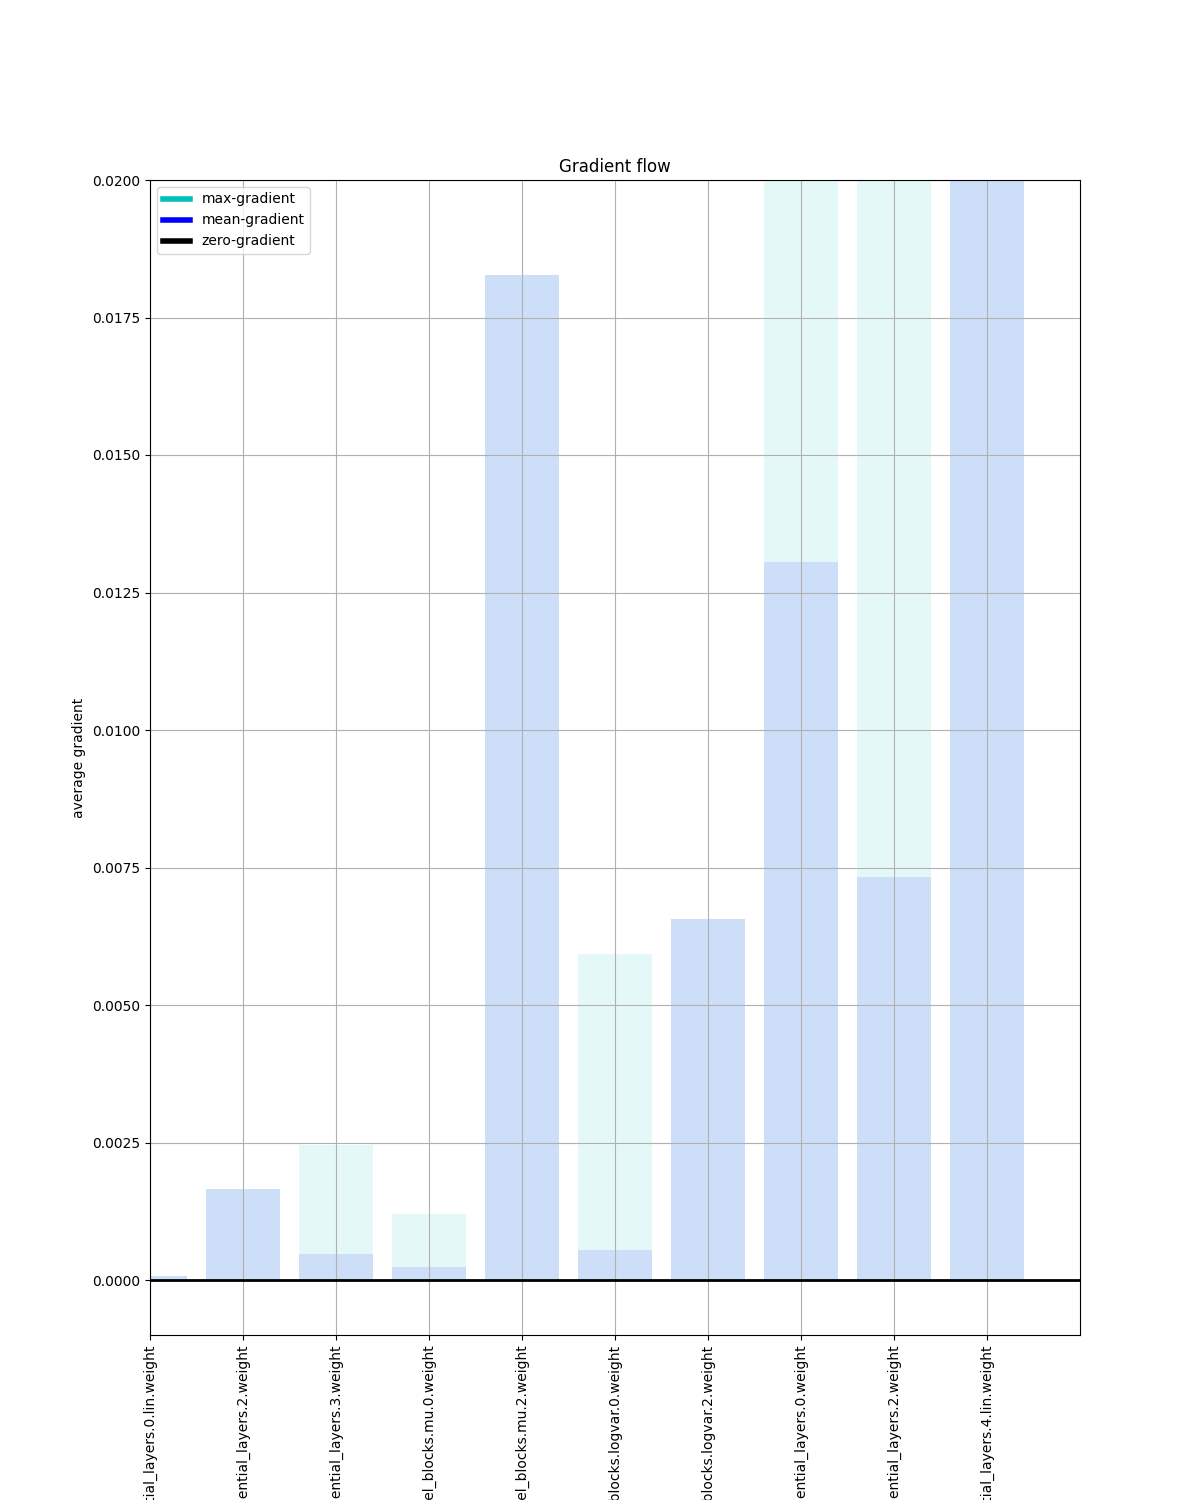 Gradient flow
max-gradient
mean-gradient
zero-gradient
0.0200
0.0175
0.0150
0.0125
0.0100
0.0075
0.0050
0.0025
0.0000
average gradient
tial_layers.0.lin.weight
ential_layers.2.weight
ential_layers.3.weight
el_blocks.mu.0.weight
el_blocks.mu.2.weight
blocks.logvar.0.weight
blocks.logvar.2.weight
ential_layers.0.weight
ential_layers.2.weight
tial_layers.4.lin.weight